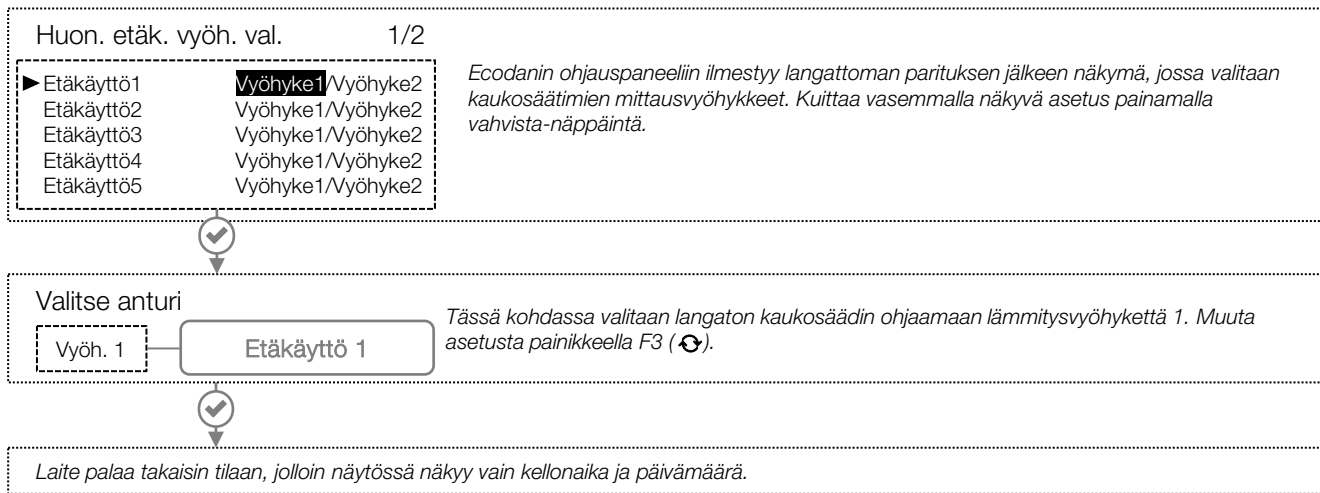 Huon. etäk. vyöh. val. 1/2
►Etäkäyttö1 Vyöhyke1/Vyöhyke2
Etäkäyttö2 Vyöhyke1/Vyöhyke2
Etäkäyttö3 Vyöhyke1/Vyöhyke2
Etäkäyttö4 Vyöhyke1/Vyöhyke2
Etäkäyttö5 Vyöhyke1/Vyöhyke2
Ecodanin ohjauspaneeliin ilmestyy langattoman parituksen jälkeen näkymä, jossa valitaan
kaukosäätimien mittausvyöhykkeet. Kuittaa vasemmalla näkyvä asetus painamalla
vahvista-näppäintä.
Valitse anturi
Vyöh. 1
Etäkäyttö 1
Tässä kohdassa valitaan langaton kaukosäädin ohjaamaan lämmitysvyöhykettä 1. Muuta
asetusta painikkeella F3 ( ).
Laite palaa takaisin tilaan, jolloin näytössä näkyy vain kellonaika ja päivämäärä.